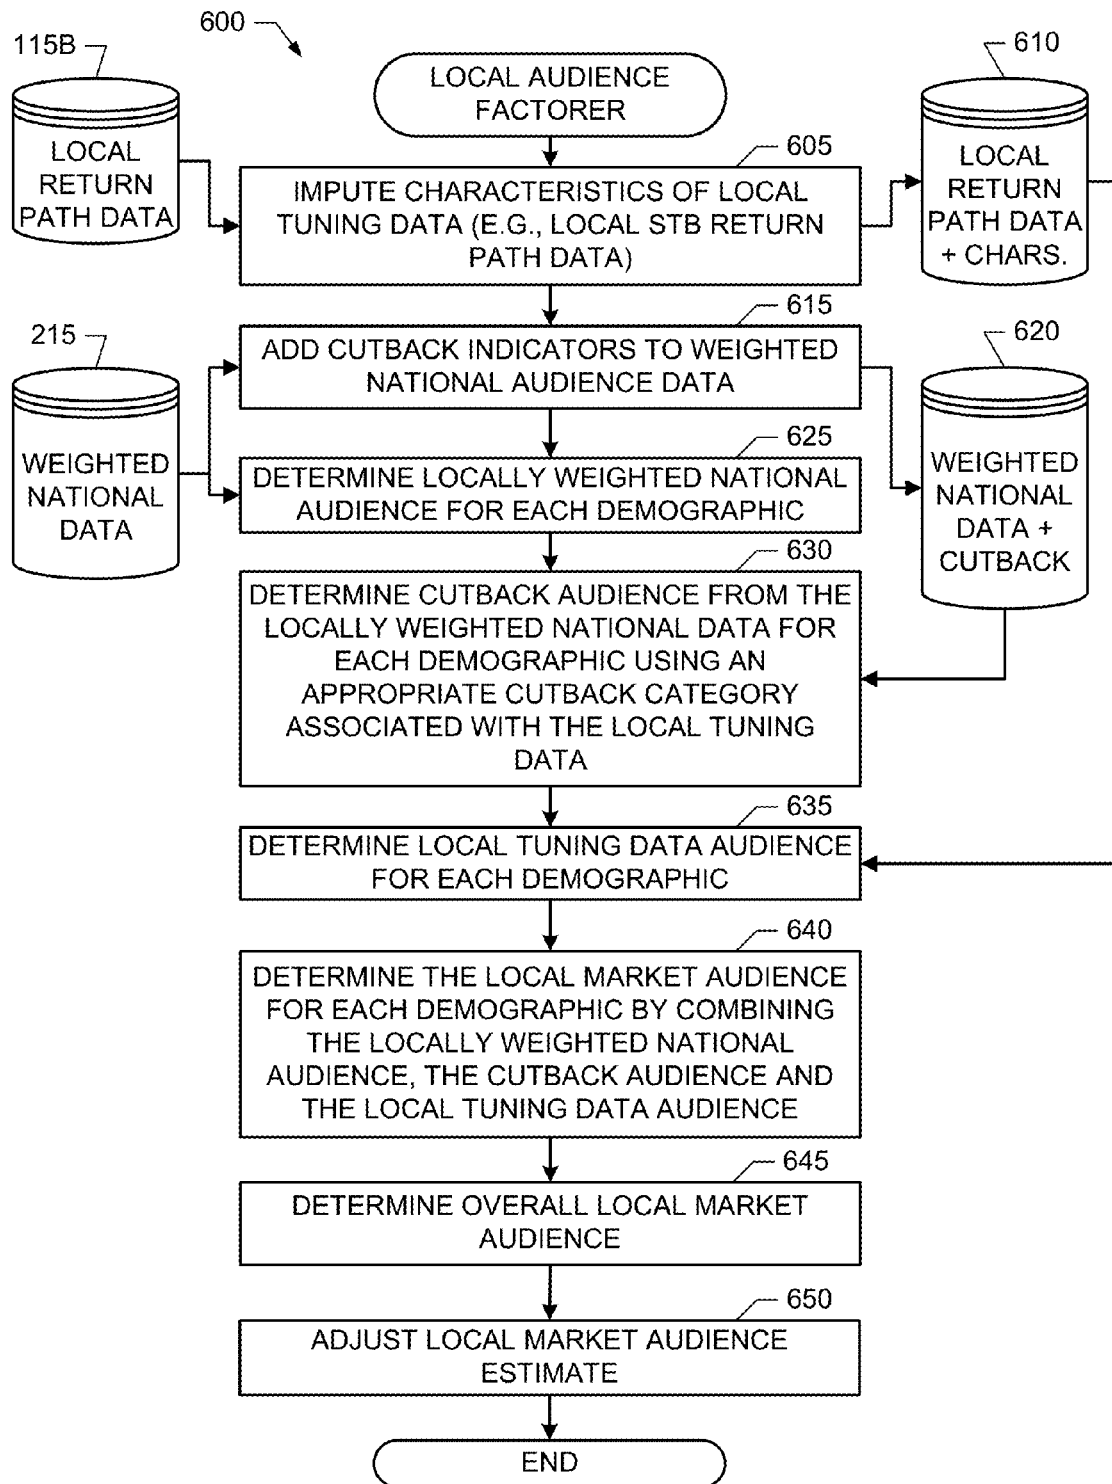 600
115B
LOCAL
RETURN
PATH DATA
LOCAL AUDIENCE
FACTORER
610
LOCAL
RETURN
PATH DATA
+ CHARS.
605
IMPUTE CHARACTERISTICS OF LOCAL
TUNING DATA (E.G., LOCAL STB RETURN
PATH DATA)
615
ADD CUTBACK INDICATORS TO WEIGHTED
NATIONAL AUDIENCE DATA
215
WEIGHTED
NATIONAL
DATA
620
WEIGHTED
NATIONAL
DATA +
CUTBACK
625
DETERMINE LOCALLY WEIGHTED NATIONAL
AUDIENCE FOR EACH DEMOGRAPHIC
630
DETERMINE CUTBACK AUDIENCE FROM THE
LOCALLY WEIGHTED NATIONAL DATA FOR
EACH DEMOGRAPHIC USING AN
APPROPRIATE CUTBACK CATEGORY
ASSOCIATED WITH THE LOCAL TUNING
DATA
635
DETERMINE LOCAL TUNING DATA AUDIENCE
FOR EACH DEMOGRAPHIC
640
DETERMINE THE LOCAL MARKET AUDIENCE
FOR EACH DEMOGRAPHIC BY COMBINING
THE LOCALLY WEIGHTED NATIONAL
AUDIENCE, THE CUTBACK AUDIENCE AND
THE LOCAL TUNING DATA AUDIENCE
645
DETERMINE OVERALL LOCAL MARKET
AUDIENCE
650
ADJUST LOCAL MARKET AUDIENCE
ESTIMATE
END